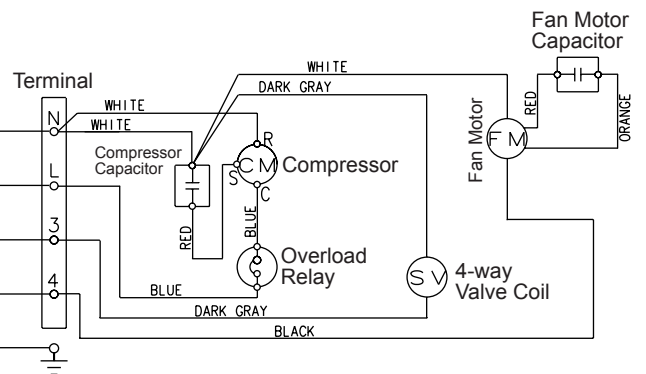 Fan Motor
Capacitor
WHITE
DARK GRAY
Terminal
RED
ORANGE
N
WHITE
WHITE
Fan Motor
F M
R
Compressor
Capacitor
C M
Compressor
S
C
L
BLUE
RED
3
Overload
Relay
S V
4-way
Valve Coil
4
BLUE
DARK GRAY
BLACK